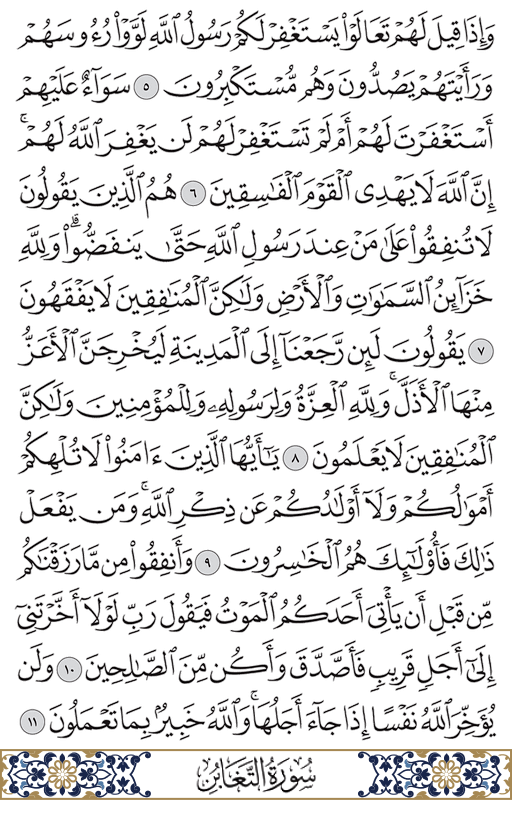 وَإِذَا قِيلَ لَهُمْ تَعَالَوْا۟ يَسْتَغْفِرْ لَكُمْ رَسُولُ ٱللَّهِ لَوَّوْا۟ رُءُوسَهُمْ
وَرَأَيْتَهُمْ يَصُدُّونَ وَهُم مُّسْتَكْبِرُونَ ٥ سَوَآءٌ عَلَيْهِمْ
أَسْتَغْفَرْتَ لَهُمْ أَمْ لَمْ تَسْتَغْفِرْ لَهُمْ لَن يَغْفِرَ ٱللَّهُ لَهُمْۚ
إِنَّ ٱللَّهَ لَا يَهْدِى ٱلْقَوْمَ ٱلْفَـٰسِقِينَ ٦ هُمُ ٱلَّذِينَ يَقُولُونَ
لَا تُنفِقُوا۟ عَلَىٰ مَنْ عِندَ رَسُولِ ٱللَّهِ حَتَّىٰ يَنفَضُّوا۟ۗ وَلِلَّهِ
خَزَآئِنُ ٱلسَّمَـٰوَٰتِ وَٱلْأَرْضِ وَلَـٰكِنَّ ٱلْمُنَـٰفِقِينَ لَا يَفْقَهُونَ
٧ يَقُولُونَ لَئِن رَّجَعْنَآ إِلَى ٱلْمَدِينَةِ لَيُخْرِجَنَّ ٱلْأَعَزُّ
مِنْهَا ٱلْأَذَلَّۚ وَلِلَّهِ ٱلْعِزَّةُ وَلِرَسُولِهِۦ وَلِلْمُؤْمِنِينَ وَلَـٰكِنَّ
ٱلْمُنَـٰفِقِينَ لَا يَعْلَمُونَ ٨ يَـٰٓأَيُّهَا ٱلَّذِينَ ءَامَنُوا۟ لَا تُلْهِكُمْ
أَمْوَٰلُكُمْ وَلَآ أَوْلَـٰدُكُمْ عَن ذِكْرِ ٱللَّهِۚ وَمَن يَفْعَلْ
ذَٰلِكَ فَأُو۟لَـٰٓئِكَ هُمُ ٱلْخَـٰسِرُونَ ٩ وَأَنفِقُوا۟ مِن مَّا رَزَقْنَـٰكُم
مِّن قَبْلِ أَن يَأْتِىَ أَحَدَكُمُ ٱلْمَوْتُ فَيَقُولَ رَبِّ لَوْلَآ أَخَّرْتَنِىٓ
إِلَىٰٓ أَجَلٍ قَرِيبٍ فَأَصَّدَّقَ وَأَكُن مِّنَ ٱلصَّـٰلِحِينَ ١٠ وَلَن
يُؤَخِّرَ ٱللَّهُ نَفْسًا إِذَا جَآءَ أَجَلُهَاۚ وَٱللَّهُ خَبِيرٌۢ بِمَا تَعْمَلُونَ ١١
سُورَةُ التَّغَابُنِ